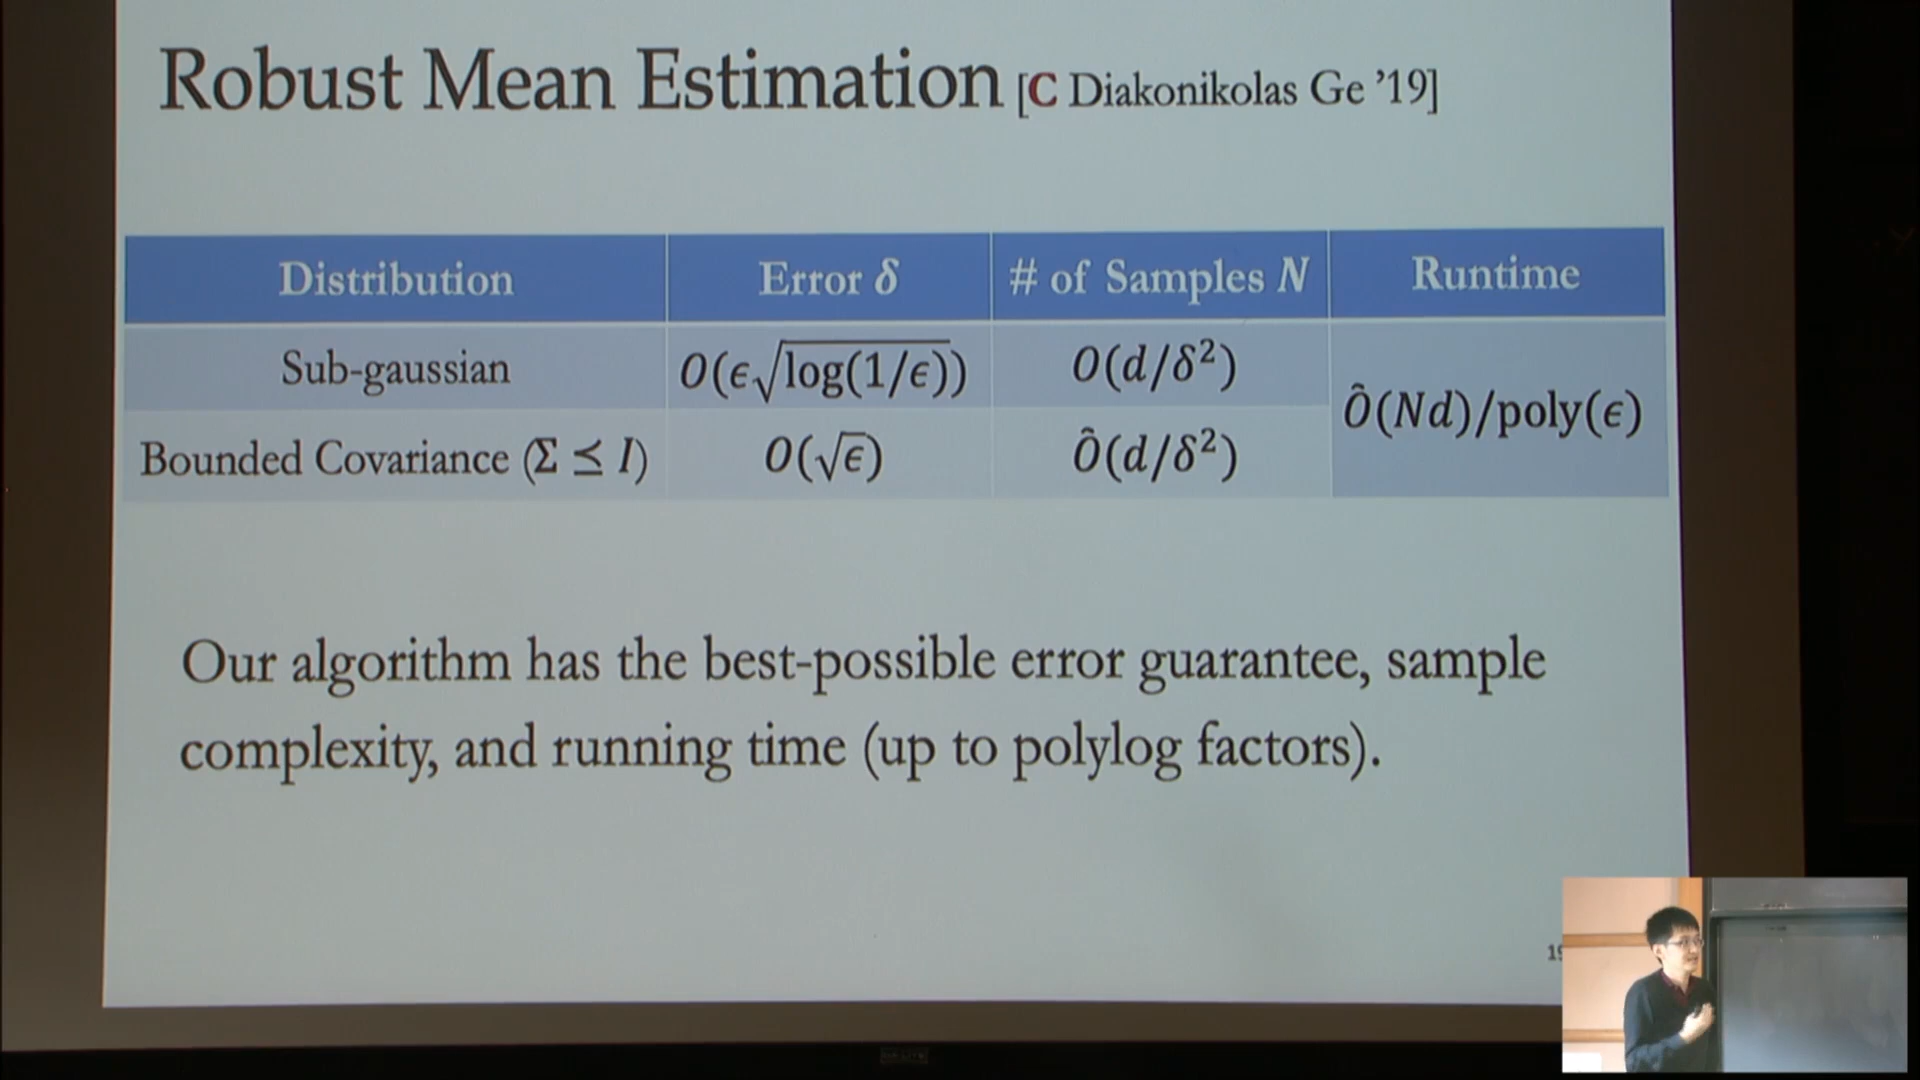 Robust Mean Estimation [C Diakonikolas Ge ’19]
Distribution Error δ # of Samples N Runtime
Sub-gaussian O(ϵ√log(1/ϵ)) O(d/δ²) Õ(Nd)/poly(ϵ)
Bounded Covariance (Σ ≤ I) O(√ϵ) Õ(d/δ²)
Our algorithm has the best-possible error guarantee, sample
complexity, and running time (up to polylog factors).